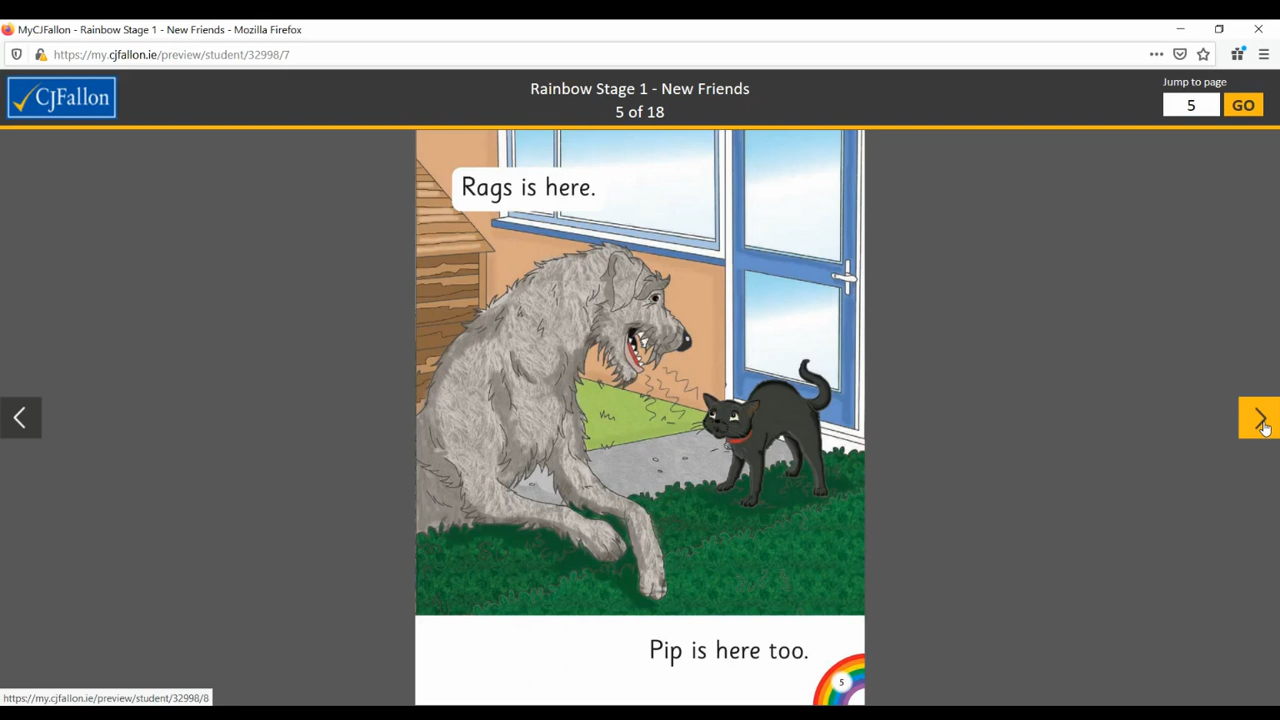 MyCJFallon - Rainbow Stage 1 - New Friends - Mozilla Firefox
https://my.cjfallon.ie/preview/student/32998/7
CJFallon
Rainbow Stage 1 - New Friends
5 of 18
Jump to page
5
GO
Rags is here.
Pip is here too.
5
https://my.cjfallon.ie/preview/student/32998/8